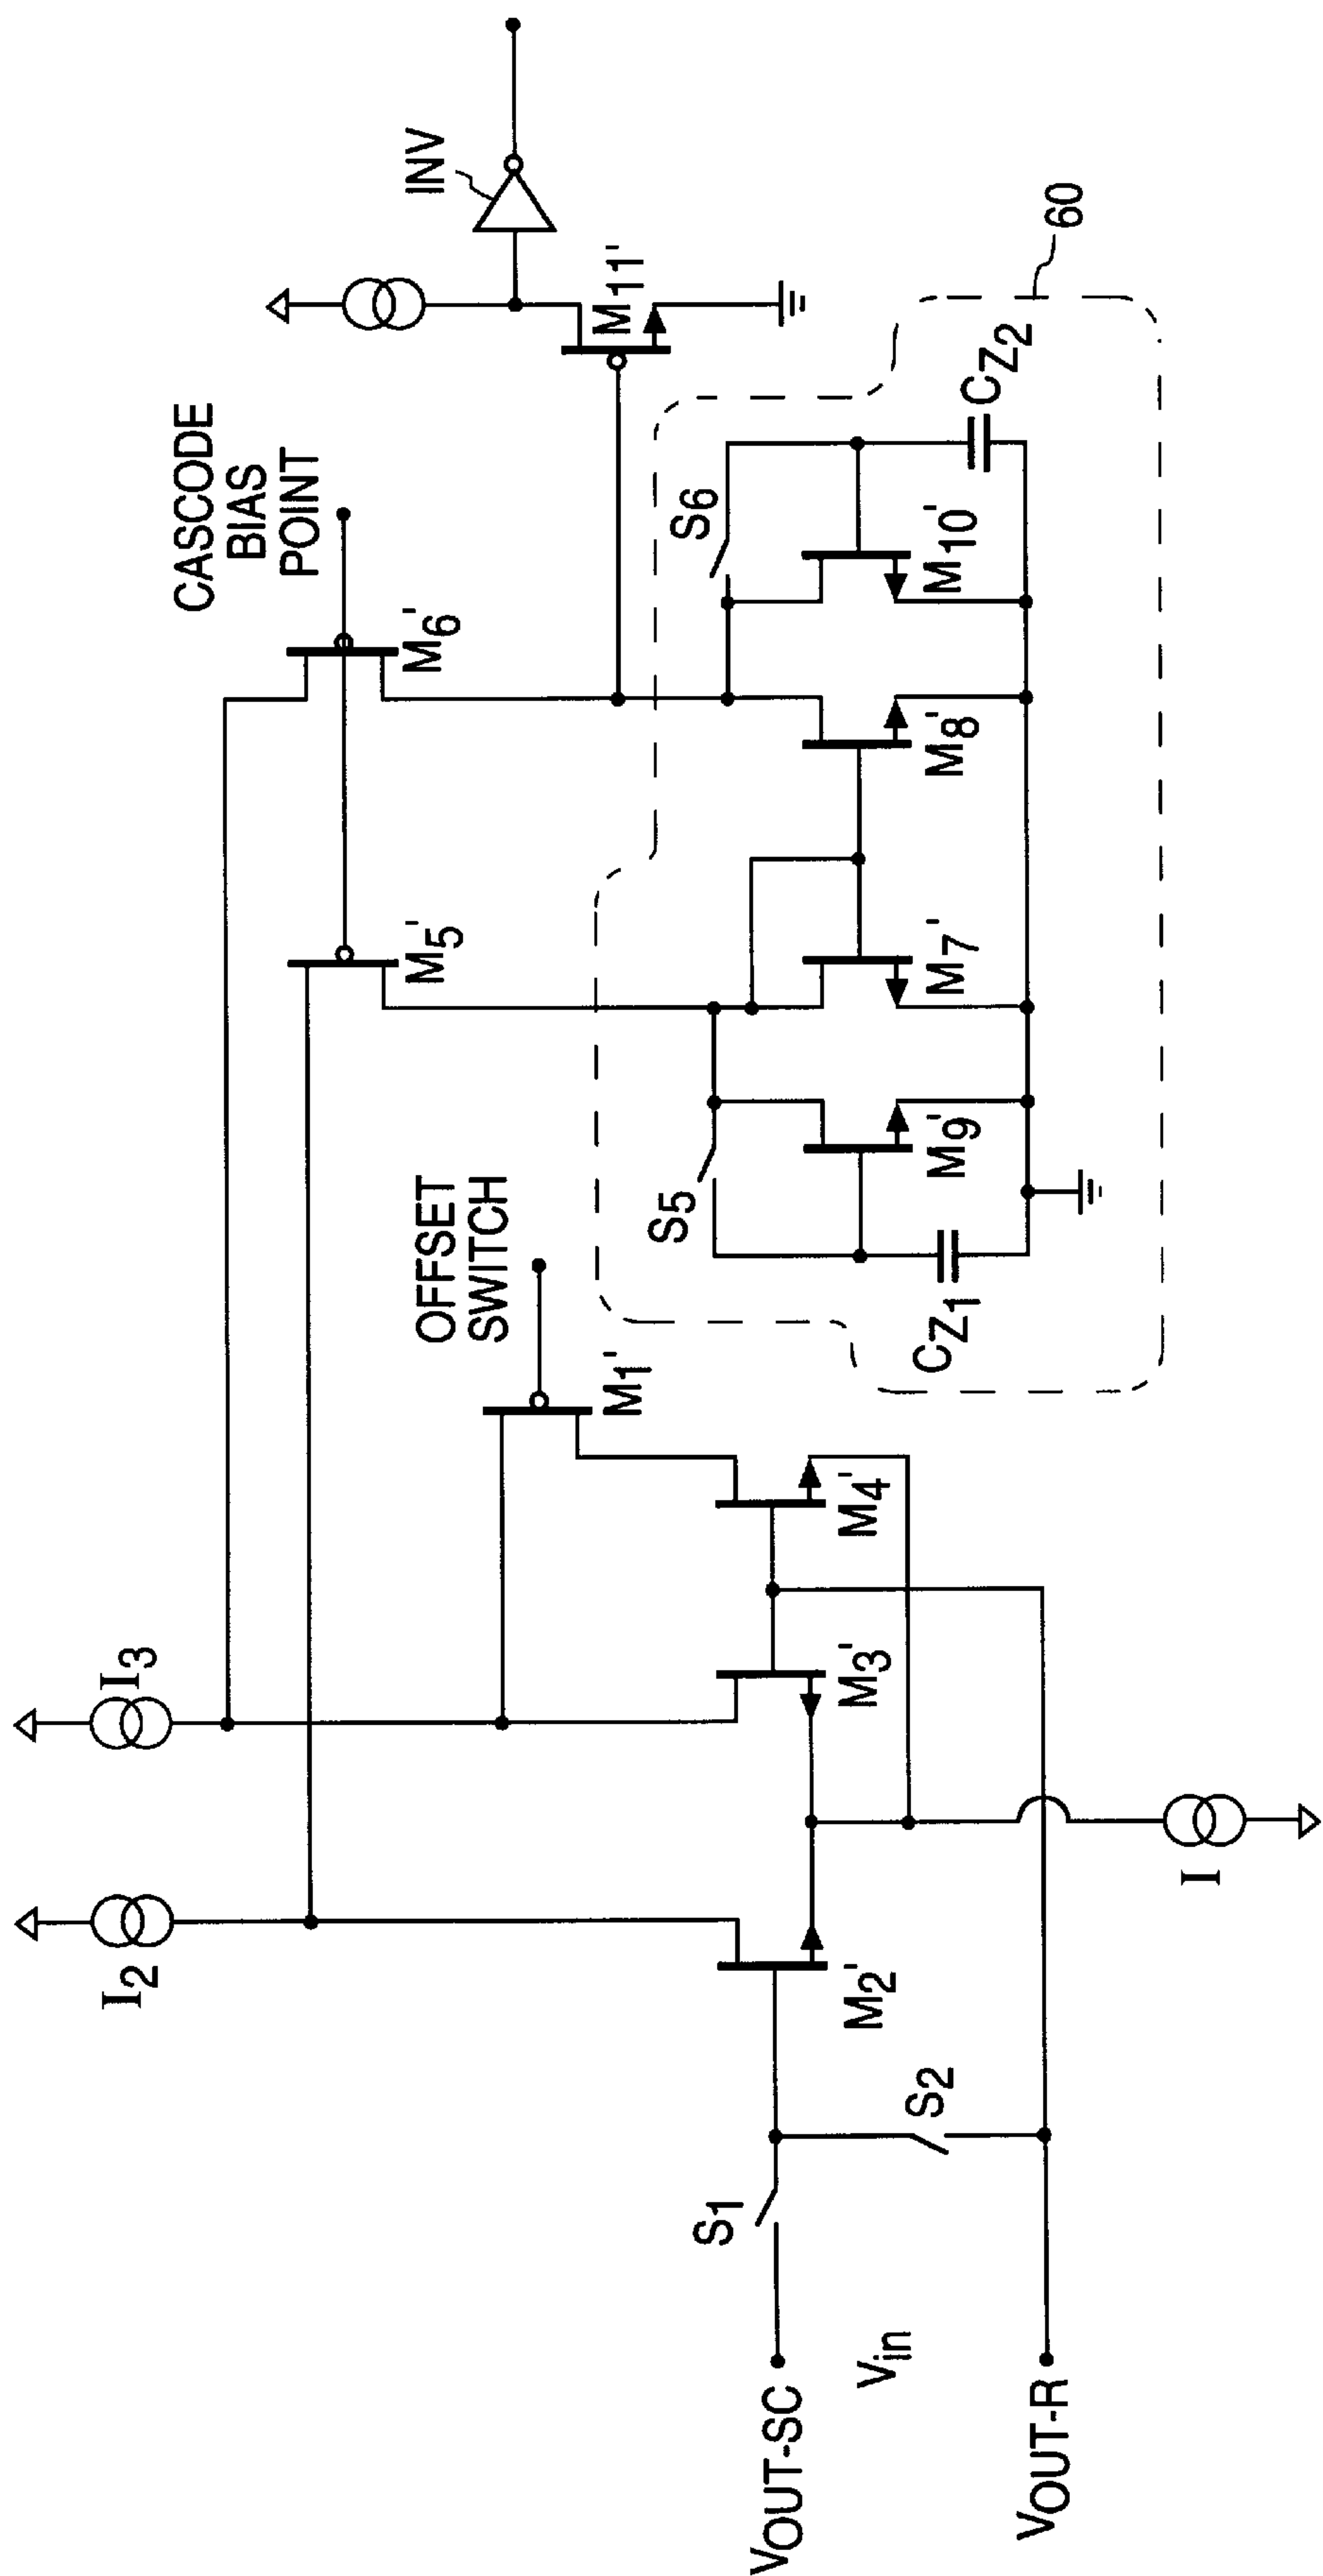 I2
I3
CASCODE
BIAS
POINT
INV
M5'
M6'
M11'
OFFSET
SWITCH
M1'
60
S5
S6
M2'
M3'
M4'
M9'
M7'
M8'
M10'
CZ1
CZ2
S1
S2
I
VOUT-SC
Vin
VOUT-R